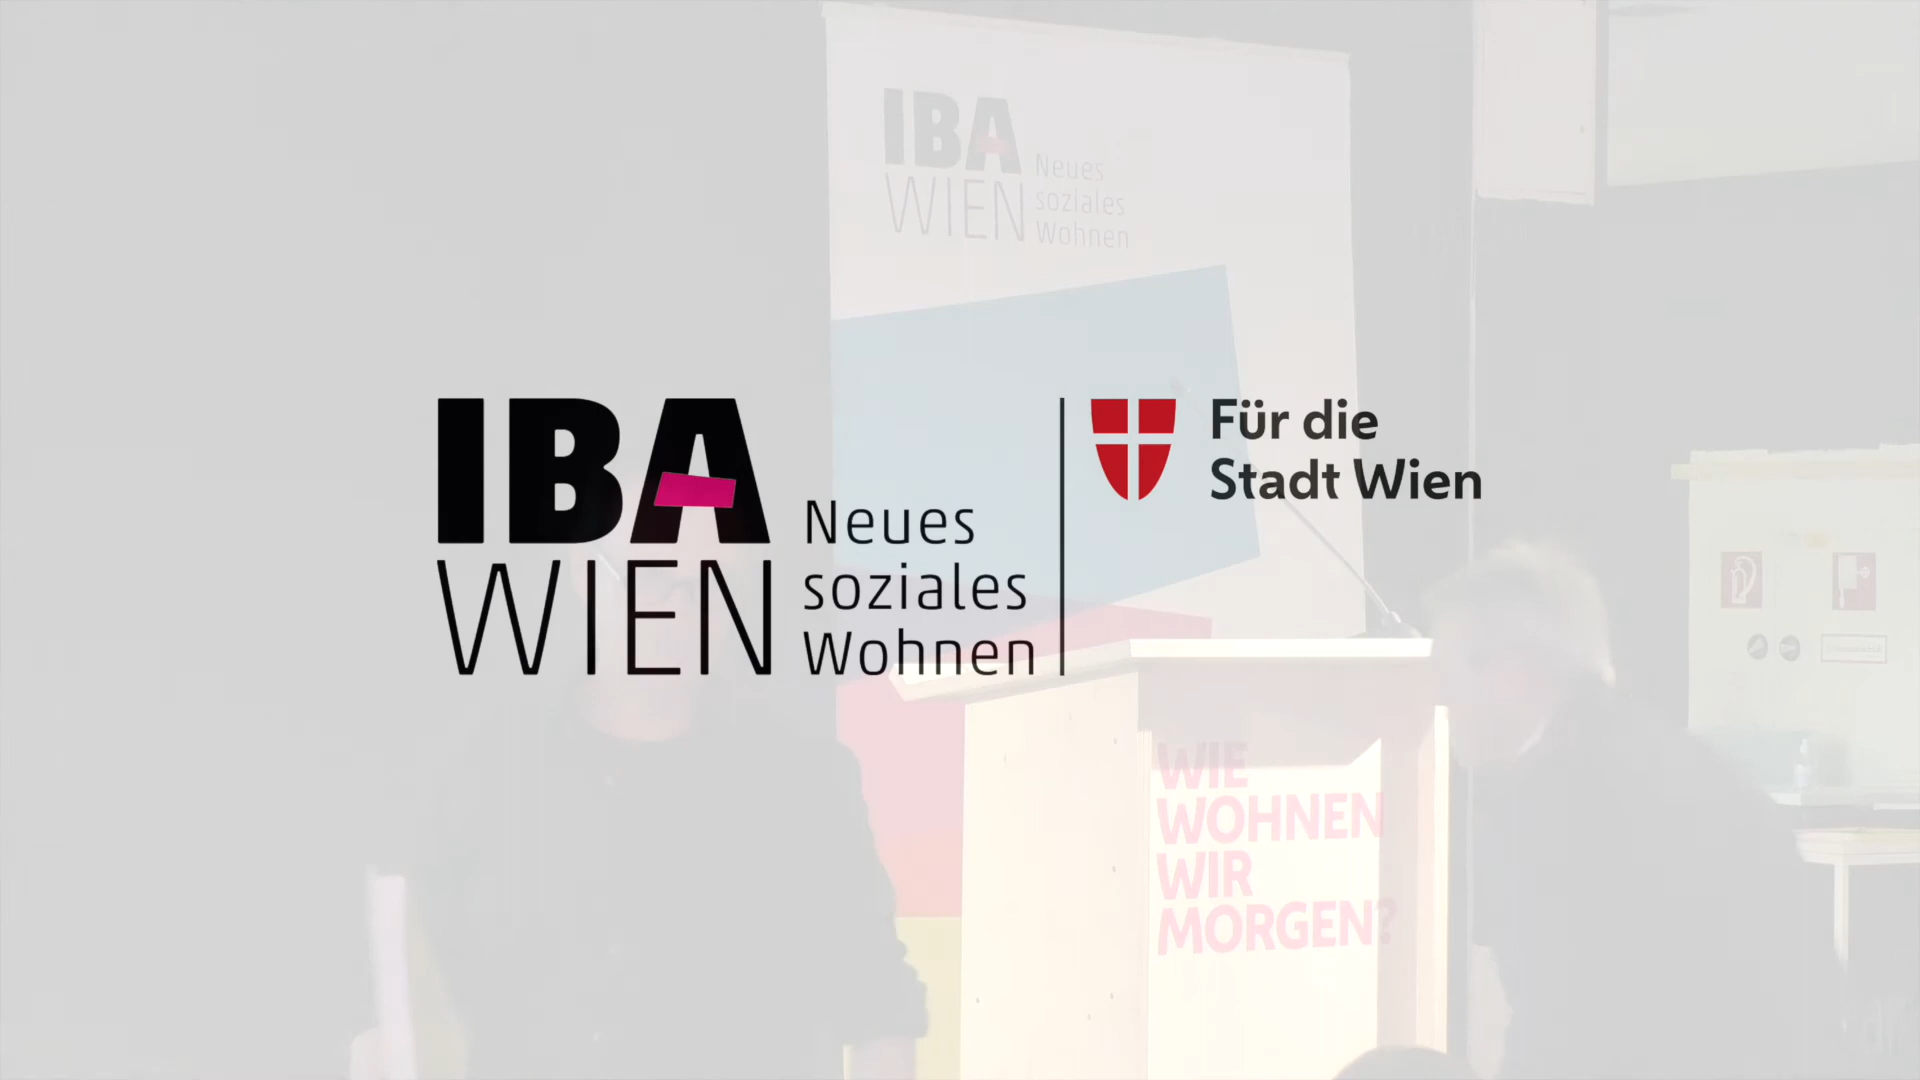 IBA
WIEN
Neues
soziales
Wohnen
IBA
WIEN
Neues
soziales
Wohnen
Für die
Stadt Wien
WIE
WOHNEN
WIR
MORGEN?